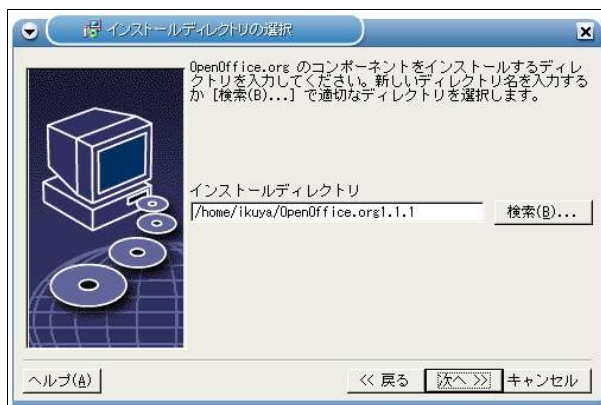 インストールディレクトリの選択
OpenOffice.org のコンポーネントをインストールするディレ
クトリを入力してください。新しいディレクトリ名を入力する
か [検索(B)...] で適切なディレクトリを選択します。
インストールディレクトリ
/home/ikuya/OpenOffice.org1.1.1
検索(B)...
ヘルプ(A)
<< 戻る
次へ >>
キャンセル